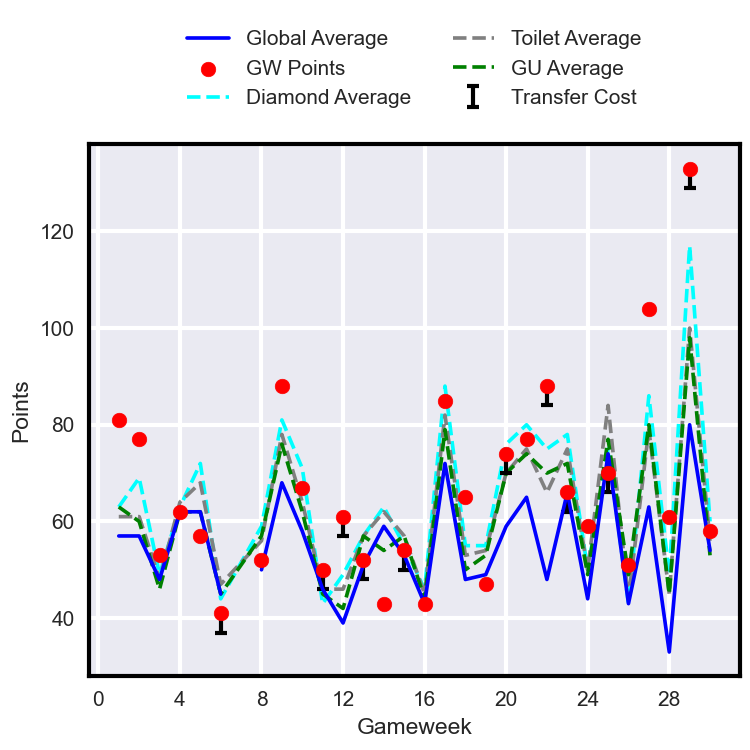 Global Average
GW Points
Diamond Average
Toilet Average
GU Average
Transfer Cost
120
100
80
60
40
Points
0 4 8 12 16 20 24 28
Gameweek